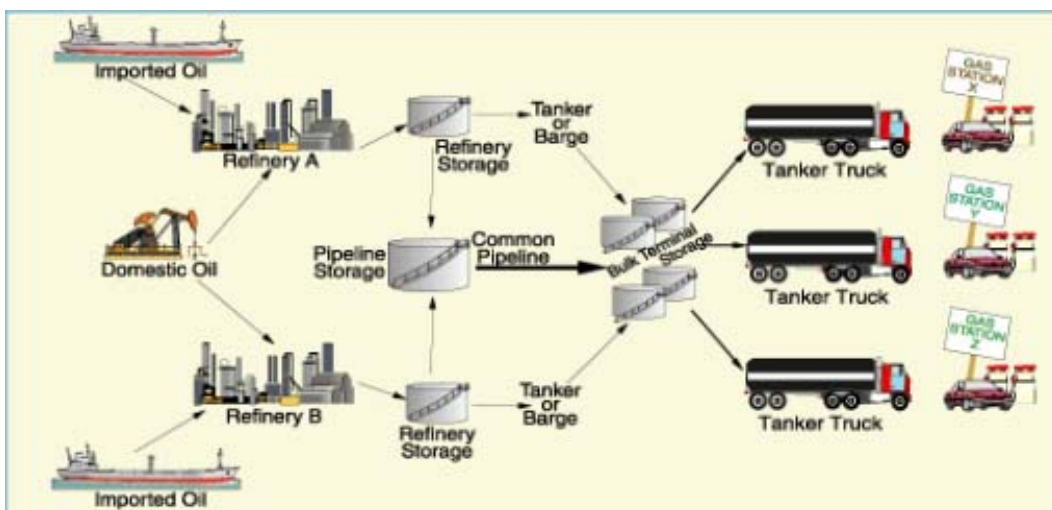 Imported Oil
Refinery A
Refinery
Storage
Tanker
or
Barge
Tanker Truck
GAS
STATION
X
Domestic Oil
Pipeline
Storage
Common
Pipeline
Bulk Terminal
Storage
Tanker Truck
GAS
STATION
Y
Refinery B
Refinery
Storage
Tanker
or
Barge
Tanker Truck
GAS
STATION
Z
Imported Oil